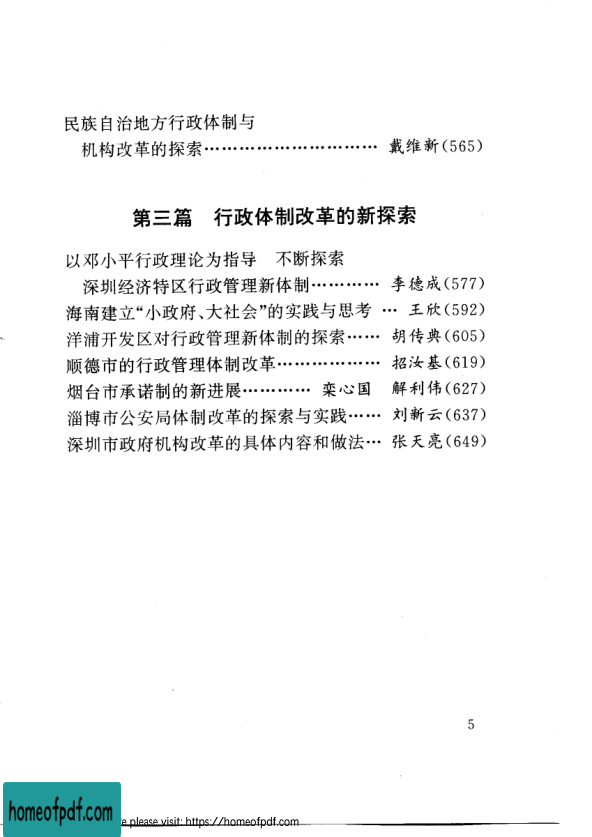 民族自治地方行政体制与
机构改革的探索………………………… 戴维新(565)
第三篇 行政体制改革的新探索
以邓小平行政理论为指导 不断探索
深圳经济特区行政管理新体制………… 李德成(577)
海南建立“小政府、大社会”的实践与思考 … 王欣(592)
洋浦开发区对行政管理新体制的探索…… 胡传典(605)
顺德市的行政管理体制改革……………… 招汝基(619)
烟台市承诺制的新进展………… 栾心国 解利伟(627)
淄博市公安局体制改革的探索与实践…… 刘新云(637)
深圳市政府机构改革的具体内容和做法… 张天亮(649)
5
homeofpdf.com
please visit: https://homeofpdf.com